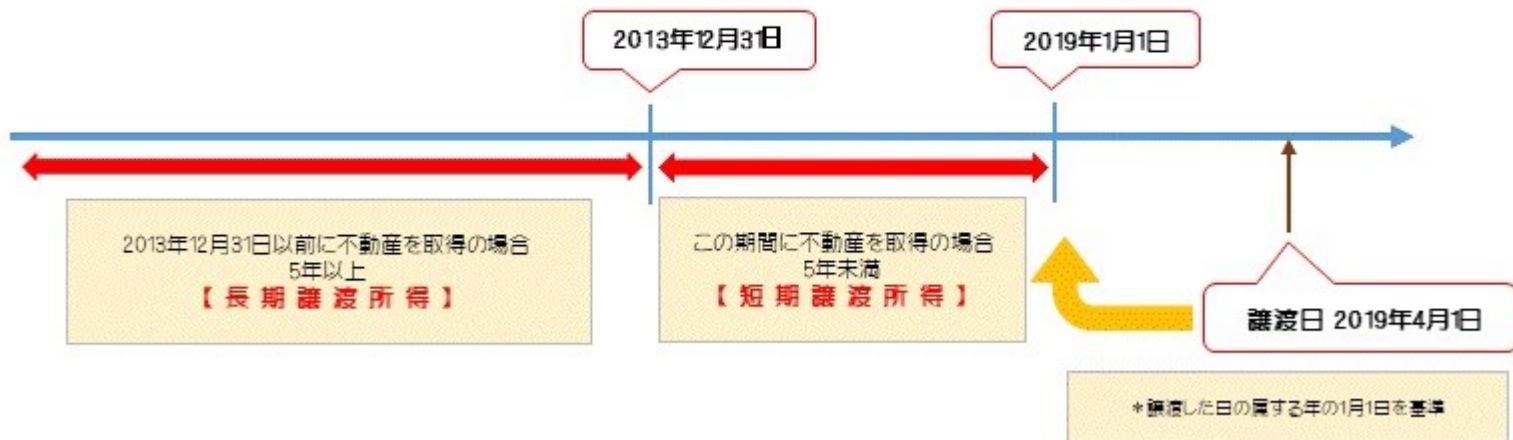 2013年12月31日
2019年1月1日
2013年12月31日以前に不動産を取得の場合
5年以上
【長期譲渡所得】
この期間に不動産を取得の場合
5年未満
【短期譲渡所得】
譲渡日 2019年4月1日
*譲渡した日の属する年の1月1日を基準